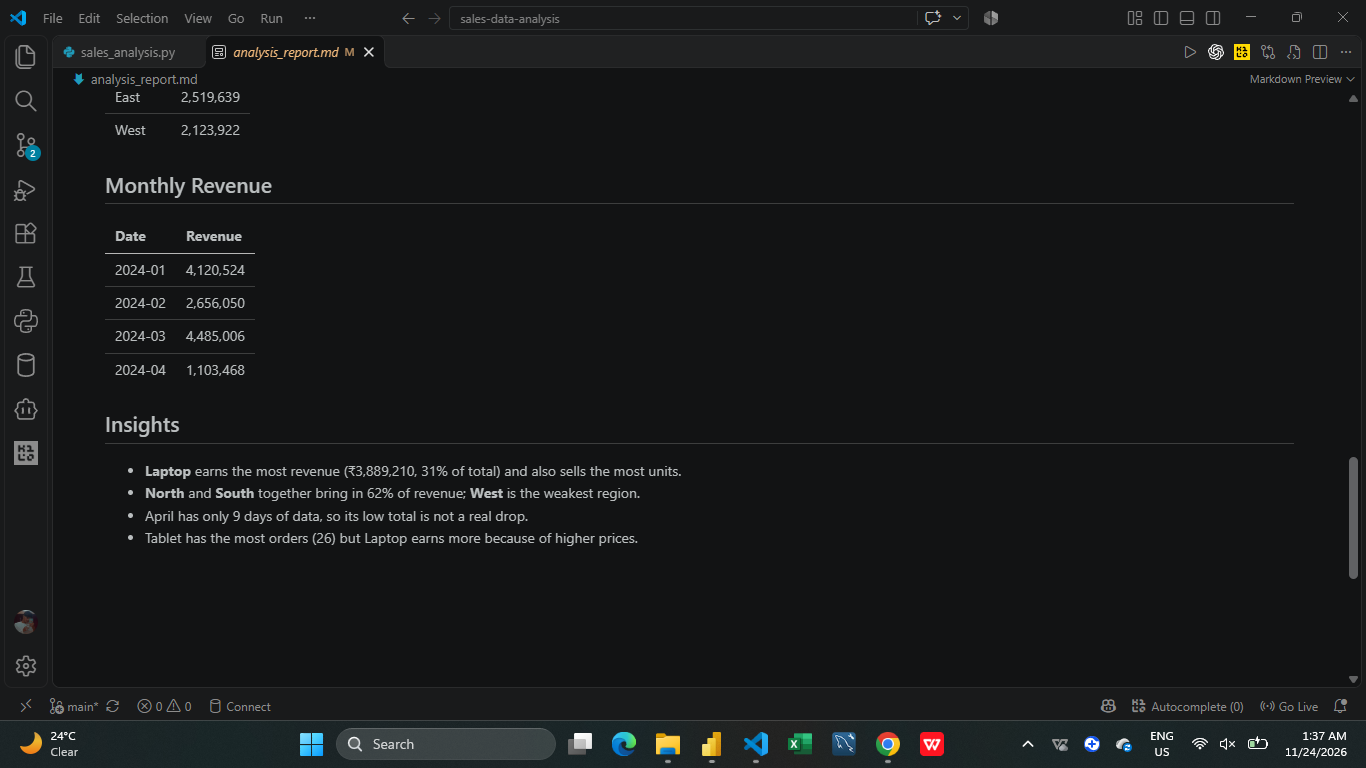 File Edit Selection View Go Run ···
sales-data-analysis
sales_analysis.py
analysis_report.md M
analysis_report.md
Markdown Preview
East 2,519,639
West 2,123,922
Monthly Revenue
Date Revenue
2024-01 4,120,524
2024-02 2,656,050
2024-03 4,485,006
2024-04 1,103,468
Insights
• Laptop earns the most revenue (₹3,889,210, 31% of total) and also sells the most units.
• North and South together bring in 62% of revenue; West is the weakest region.
• April has only 9 days of data, so its low total is not a real drop.
• Tablet has the most orders (26) but Laptop earns more because of higher prices.
2
main* 0 0 Connect
Autocomplete (0) Go Live
24°C
Clear
Search
ENG
US
1:37 AM
11/24/2026